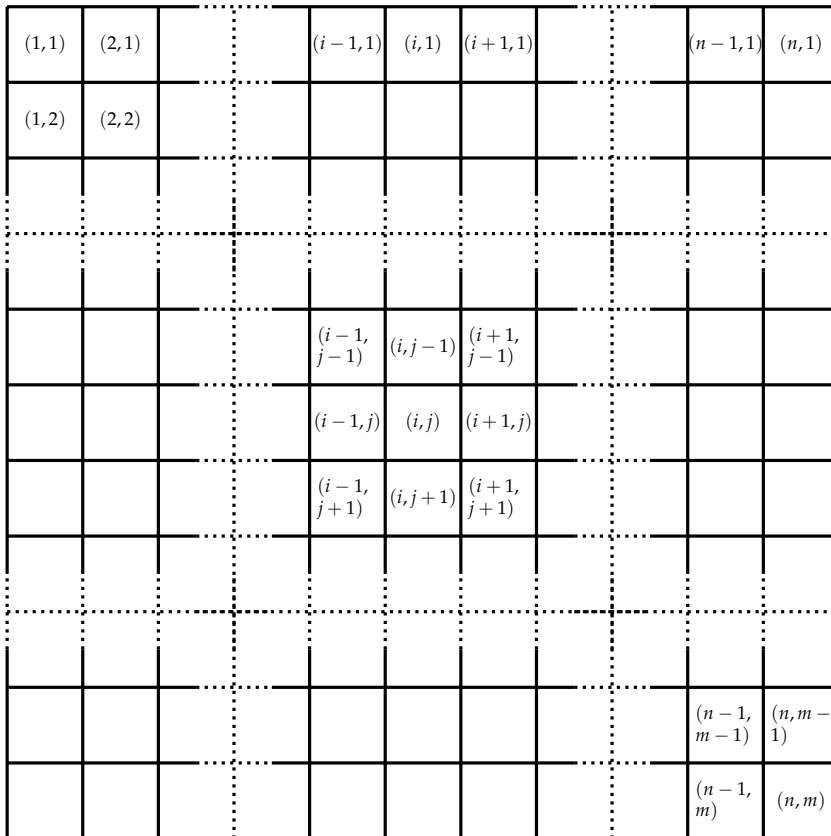 (1, 1) (2, 1) (i − 1, 1) (i, 1) (i + 1, 1) (n − 1, 1) (n, 1)
(1, 2) (2, 2)
(i − 1, (i + 1,
(i, j − 1)
j − 1) j − 1)
(i − 1, j) (i, j) (i + 1, j)
(i − 1, (i + 1,
(i, j + 1)
j + 1) j + 1)
(n − 1, (n, m −
m − 1) 1)
(n − 1,
(n, m)
m)